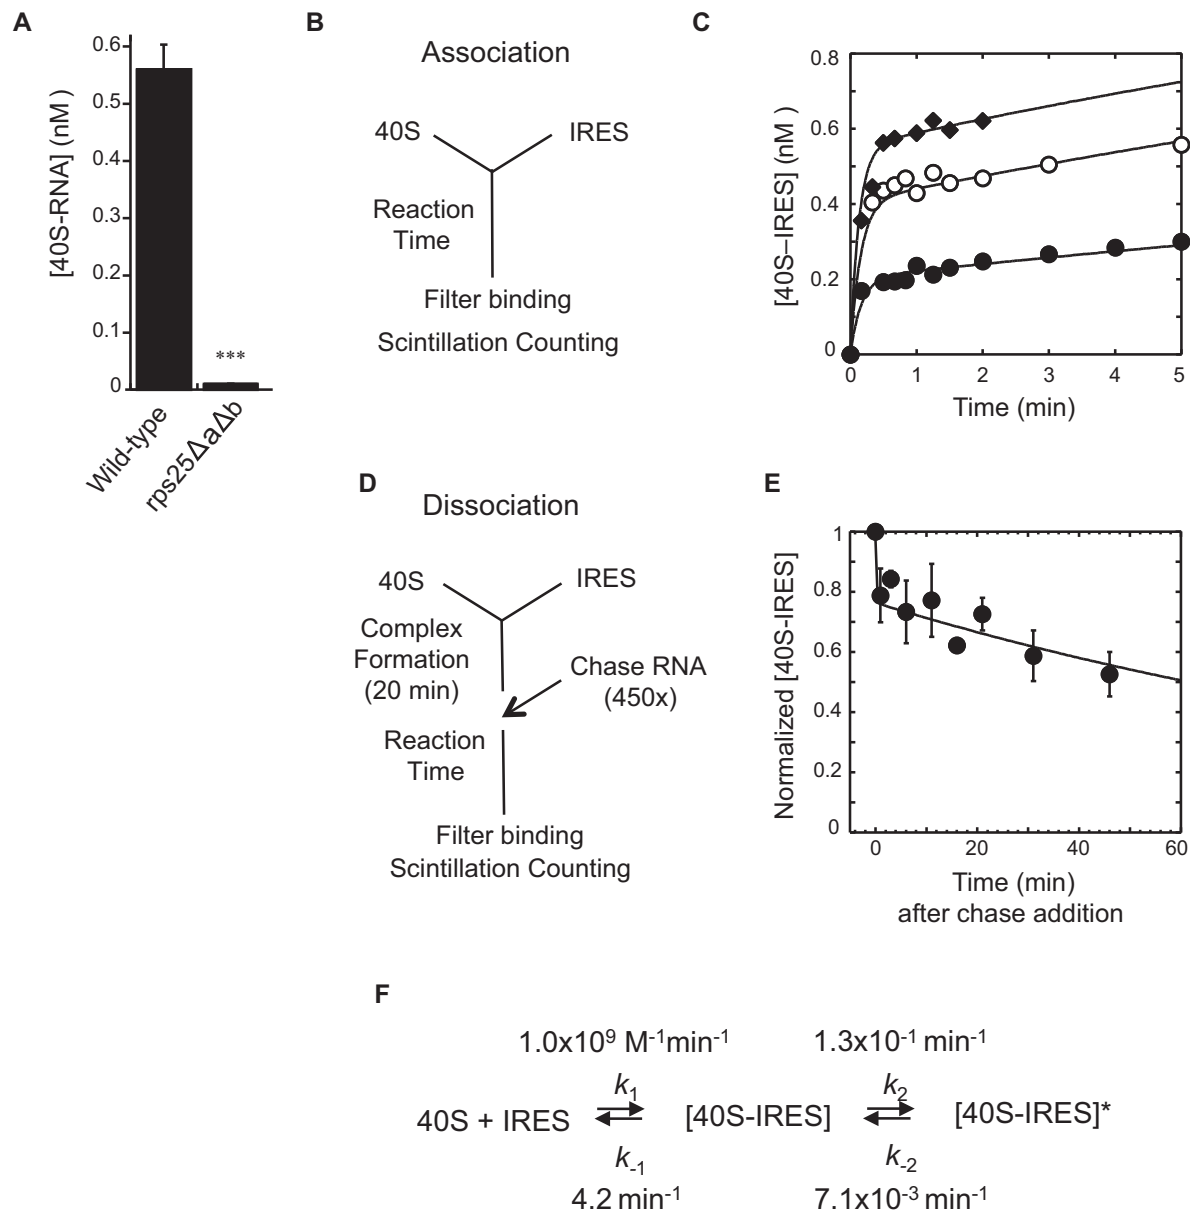 A
[40S-RNA] (nM )
0.6
0.5
0.4
0.3
0.2
0.1
0
***
Wild-type
rps25ΔaΔb
B
Association
40S
IRES
Reaction
Time
Filter binding
Scintillation Counting
C
[40S–IRES] (nM )
0.8
0.6
0.4
0.2
0
0 1 2 3 4 5
Time (min)
D
Dissociation
40S
IRES
Complex
Formation
(20 min)
Chase RNA
(450x)
Reaction
Time
Filter binding
Scintillation Counting
E
Normalized [40S-IRES]
1
0.8
0.6
0.4
0.2
0
0 20 40 60
Time (min)
after chase addition
F
1.0x10⁹ M⁻¹min⁻¹ 1.3x10⁻¹ min⁻¹
k₁ k₂
40S + IRES [40S-IRES] [40S-IRES]*
k₋₁ k₋₂
4.2 min⁻¹ 7.1x10⁻³ min⁻¹